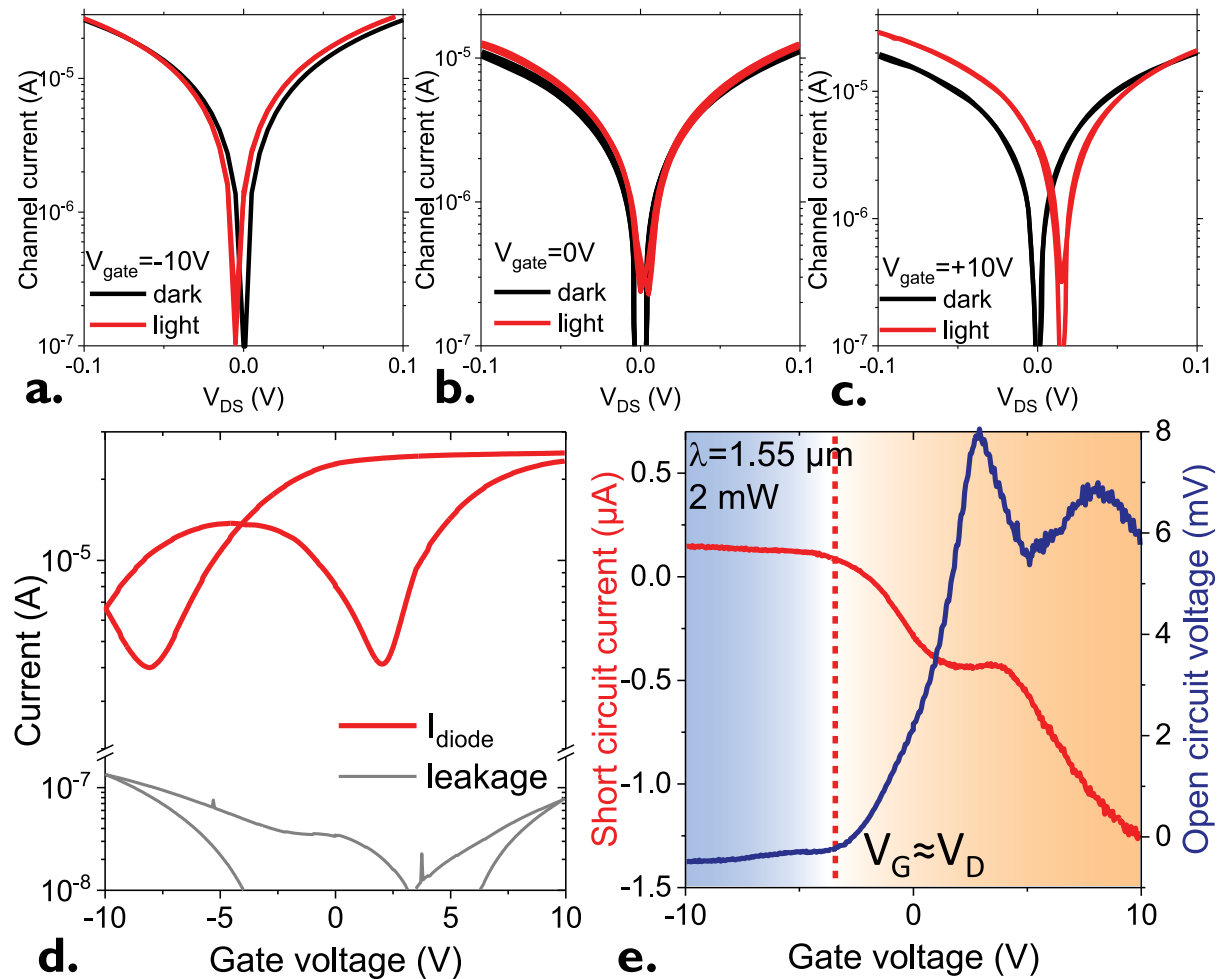 Channel current (A)
10⁻⁵
10⁻⁶
10⁻⁷
V_gate=-10V
dark
light
-0.1 0.0 0.1
V_DS (V)
a.
Channel current (A)
10⁻⁵
10⁻⁶
10⁻⁷
V_gate=0V
dark
light
-0.1 0.0 0.1
V_DS (V)
b.
Channel current (A)
10⁻⁵
10⁻⁶
10⁻⁷
V_gate=+10V
dark
light
-0.1 0.0 0.1
V_DS (V)
c.
Current (A)
10⁻⁵
10⁻⁷
10⁻⁸
I_diode
leakage
-10 -5 0 5 10
Gate voltage (V)
d.
Short circuit current (µA)
0.5
0.0
-0.5
-1.0
-1.5
λ=1.55 µm
2 mW
V_G≈V_D
8
6
4
2
0
Open circuit voltage (mV)
-10 0 10
Gate voltage (V)
e.